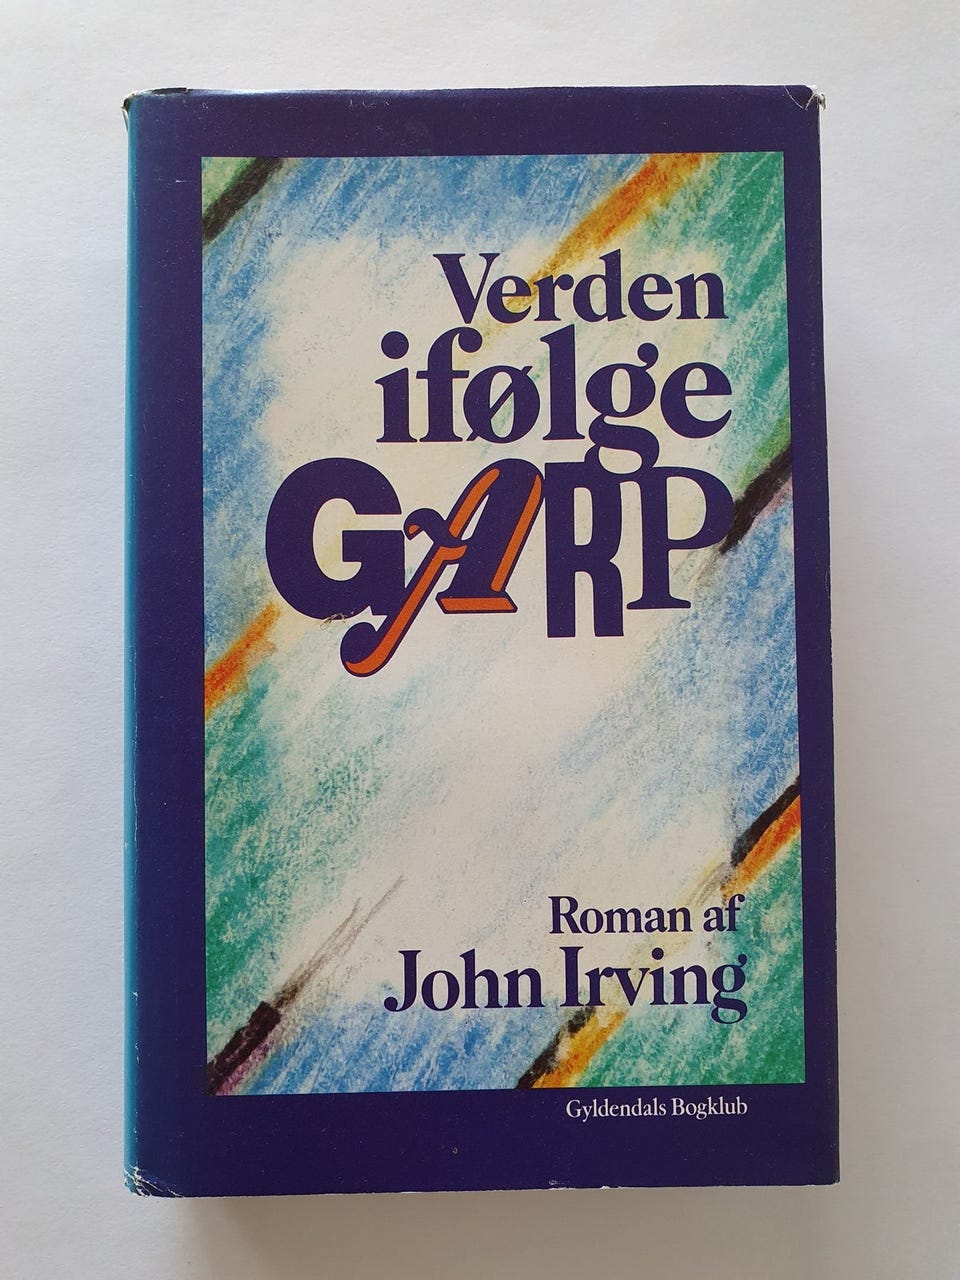 Verden
ifølge
GARP
Roman af
John Irving
Gyldendals Bogklub